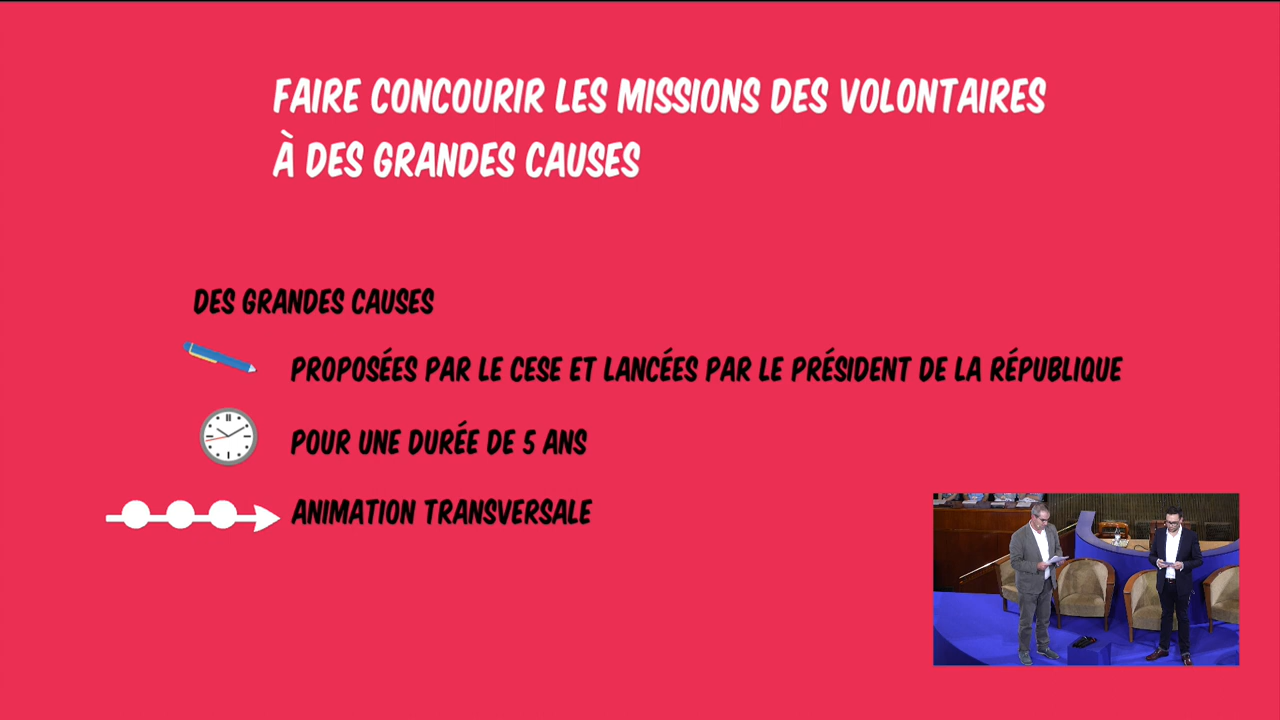 FAIRE CONCOURIR LES MISSIONS DES VOLONTAIRES
À DES GRANDES CAUSES
DES GRANDES CAUSES
PROPOSÉES PAR LE CESE ET LANCÉES PAR LE PRÉSIDENT DE LA RÉPUBLIQUE
POUR UNE DURÉE DE 5 ANS
ANIMATION TRANSVERSALE